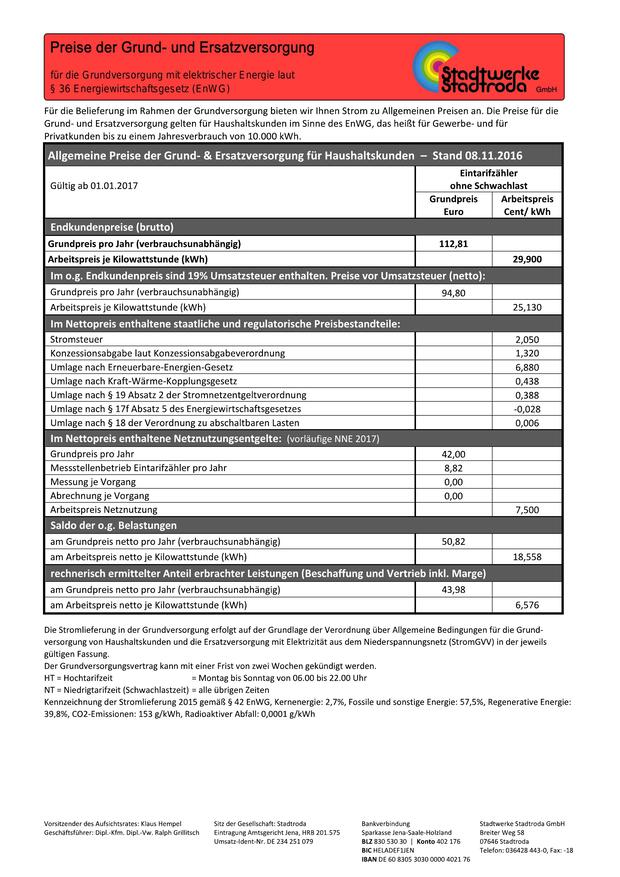 Preise der Grund- und Ersatzversorgung
für die Grundversorgung mit elektrischer Energie laut
§ 36 Energiewirtschaftsgesetz (EnWG)
Stadtwerke
Stadtroda GmbH
Für die Belieferung im Rahmen der Grundversorgung bieten wir Ihnen Strom zu Allgemeinen Preisen an. Die Preise für die
Grund- und Ersatzversorgung gelten für Haushaltskunden im Sinne des EnWG, das heißt für Gewerbe- und für
Privatkunden bis zu einem Jahresverbrauch von 10.000 kWh.
Allgemeine Preise der Grund- & Ersatzversorgung für Haushaltskunden – Stand 08.11.2016
Gültig ab 01.01.2017
Eintarifzähler
ohne Schwachlast
Grundpreis Arbeitspreis
Euro Cent/ kWh
Endkundenpreise (brutto)
Grundpreis pro Jahr (verbrauchsunabhängig) 112,81
Arbeitspreis je Kilowattstunde (kWh) 29,900
Im o.g. Endkundenpreis sind 19% Umsatzsteuer enthalten. Preise vor Umsatzsteuer (netto):
Grundpreis pro Jahr (verbrauchsunabhängig) 94,80
Arbeitspreis je Kilowattstunde (kWh) 25,130
Im Nettopreis enthaltene staatliche und regulatorische Preisbestandteile:
Stromsteuer 2,050
Konzessionsabgabe laut Konzessionsabgabeverordnung 1,320
Umlage nach Erneuerbare-Energien-Gesetz 6,880
Umlage nach Kraft-Wärme-Kopplungsgesetz 0,438
Umlage nach § 19 Absatz 2 der Stromnetzentgeltverordnung 0,388
Umlage nach § 17f Absatz 5 des Energiewirtschaftsgesetzes -0,028
Umlage nach § 18 der Verordnung zu abschaltbaren Lasten 0,006
Im Nettopreis enthaltene Netznutzungsentgelte: (vorläufige NNE 2017)
Grundpreis pro Jahr 42,00
Messstellenbetrieb Eintarifzähler pro Jahr 8,82
Messung je Vorgang 0,00
Abrechnung je Vorgang 0,00
Arbeitspreis Netznutzung 7,500
Saldo der o.g. Belastungen
am Grundpreis netto pro Jahr (verbrauchsunabhängig) 50,82
am Arbeitspreis netto je Kilowattstunde (kWh) 18,558
rechnerisch ermittelter Anteil erbrachter Leistungen (Beschaffung und Vertrieb inkl. Marge)
am Grundpreis netto pro Jahr (verbrauchsunabhängig) 43,98
am Arbeitspreis netto je Kilowattstunde (kWh) 6,576
Die Stromlieferung in der Grundversorgung erfolgt auf der Grundlage der Verordnung über Allgemeine Bedingungen für die Grund-
versorgung von Haushaltskunden und die Ersatzversorgung mit Elektrizität aus dem Niederspannungsnetz (StromGVV) in der jeweils
gültigen Fassung.
Der Grundversorgungsvertrag kann mit einer Frist von zwei Wochen gekündigt werden.
HT = Hochtarifzeit = Montag bis Sonntag von 06.00 bis 22.00 Uhr
NT = Niedrigtarifzeit (Schwachlastzeit) = alle übrigen Zeiten
Kennzeichnung der Stromlieferung 2015 gemäß § 42 EnWG, Kernenergie: 2,7%, Fossile und sonstige Energie: 57,5%, Regenerative Energie:
39,8%, CO2-Emissionen: 153 g/kWh, Radioaktiver Abfall: 0,0001 g/kWh
Vorsitzender des Aufsichtsrates: Klaus Hempel
Geschäftsführer: Dipl.-Kfm. Dipl.-Vw. Ralph Grillitsch
Sitz der Gesellschaft: Stadtroda
Eintragung Amtsgericht Jena, HRB 201.575
Umsatz-Ident-Nr. DE 234 251 079
Bankverbindung
Sparkasse Jena-Saale-Holzland
BLZ 830 530 30 | Konto 402 176
BIC HELADEF1JEN
IBAN DE 60 8305 3030 0000 4021 76
Stadtwerke Stadtroda GmbH
Breiter Weg 58
07646 Stadtroda
Telefon: 036428 443-0, Fax: -18